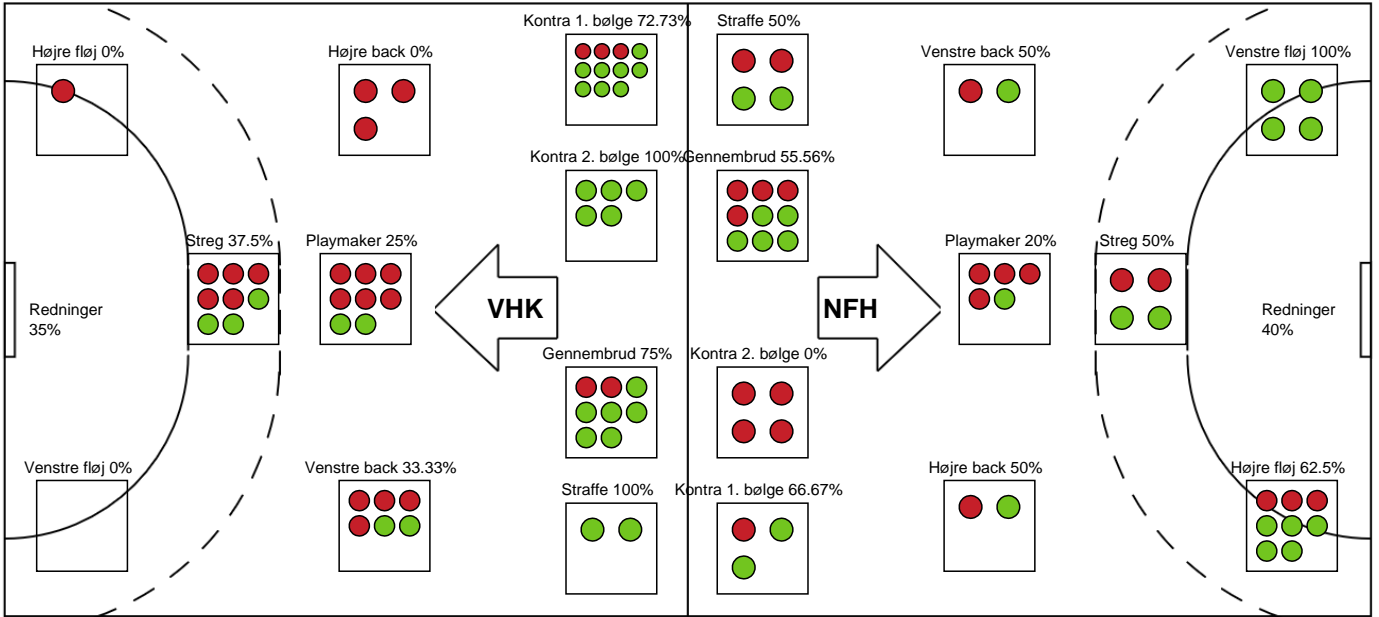 Kontra 1. bølge 72.73%
Straffe 50%
Højre fløj 0%
Højre back 0%
Venstre back 50%
Venstre fløj 100%
Kontra 2. bølge 100%
Gennembrud 55.56%
Streg 37.5%
Playmaker 25%
Playmaker 20%
Streg 50%
Redninger
35%
VHK
NFH
Redninger
40%
Gennembrud 75%
Kontra 2. bølge 0%
Venstre fløj 0%
Venstre back 33.33%
Straffe 100%
Kontra 1. bølge 66.67%
Højre back 50%
Højre fløj 62.5%